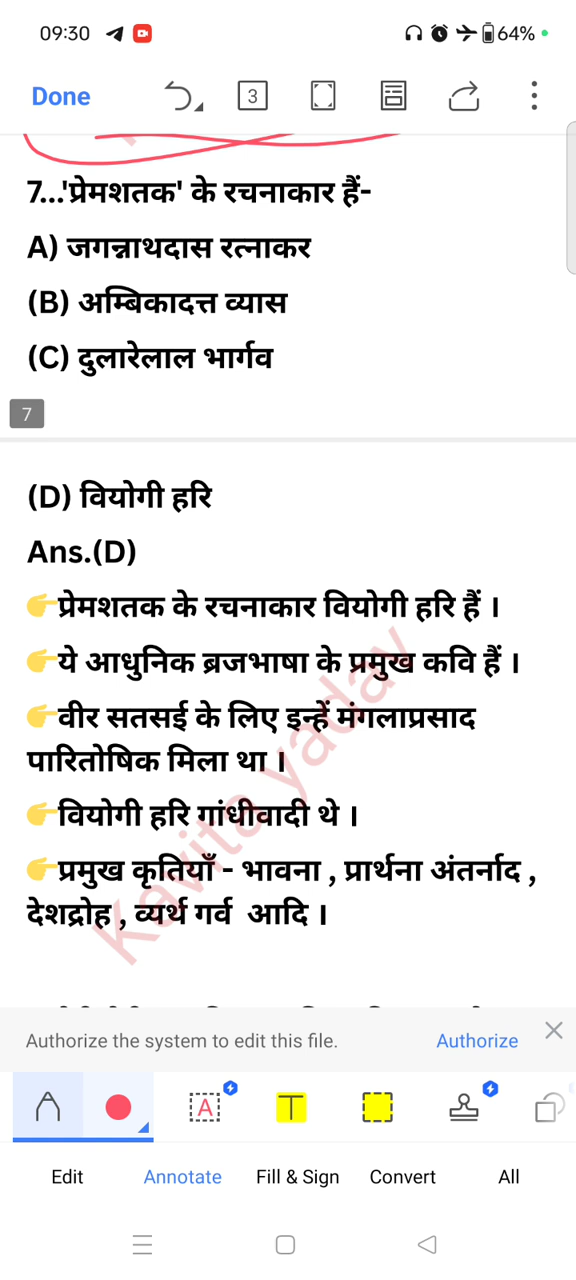 09:30
64%
Done
3
7...'प्रेमशतक' के रचनाकार हैं-
A) जगन्नाथदास रत्नाकर
(B) अम्बिकादत्त व्यास
(C) दुलारेलाल भार्गव
7
(D) वियोगी हरि
Ans.(D)
👉प्रेमशतक के रचनाकार वियोगी हरि हैं ।
👉ये आधुनिक ब्रजभाषा के प्रमुख कवि हैं ।
👉वीर सतसई के लिए इन्हें मंगलाप्रसाद
पारितोषिक मिला था ।
👉वियोगी हरि गांधीवादी थे ।
👉प्रमुख कृतियाँ - भावना , प्रार्थना अंतर्नाद ,
देशद्रोह , व्यर्थ गर्व आदि ।
Kavita yadav
Authorize the system to edit this file.
Authorize
A
T
Edit
Annotate
Fill & Sign
Convert
All